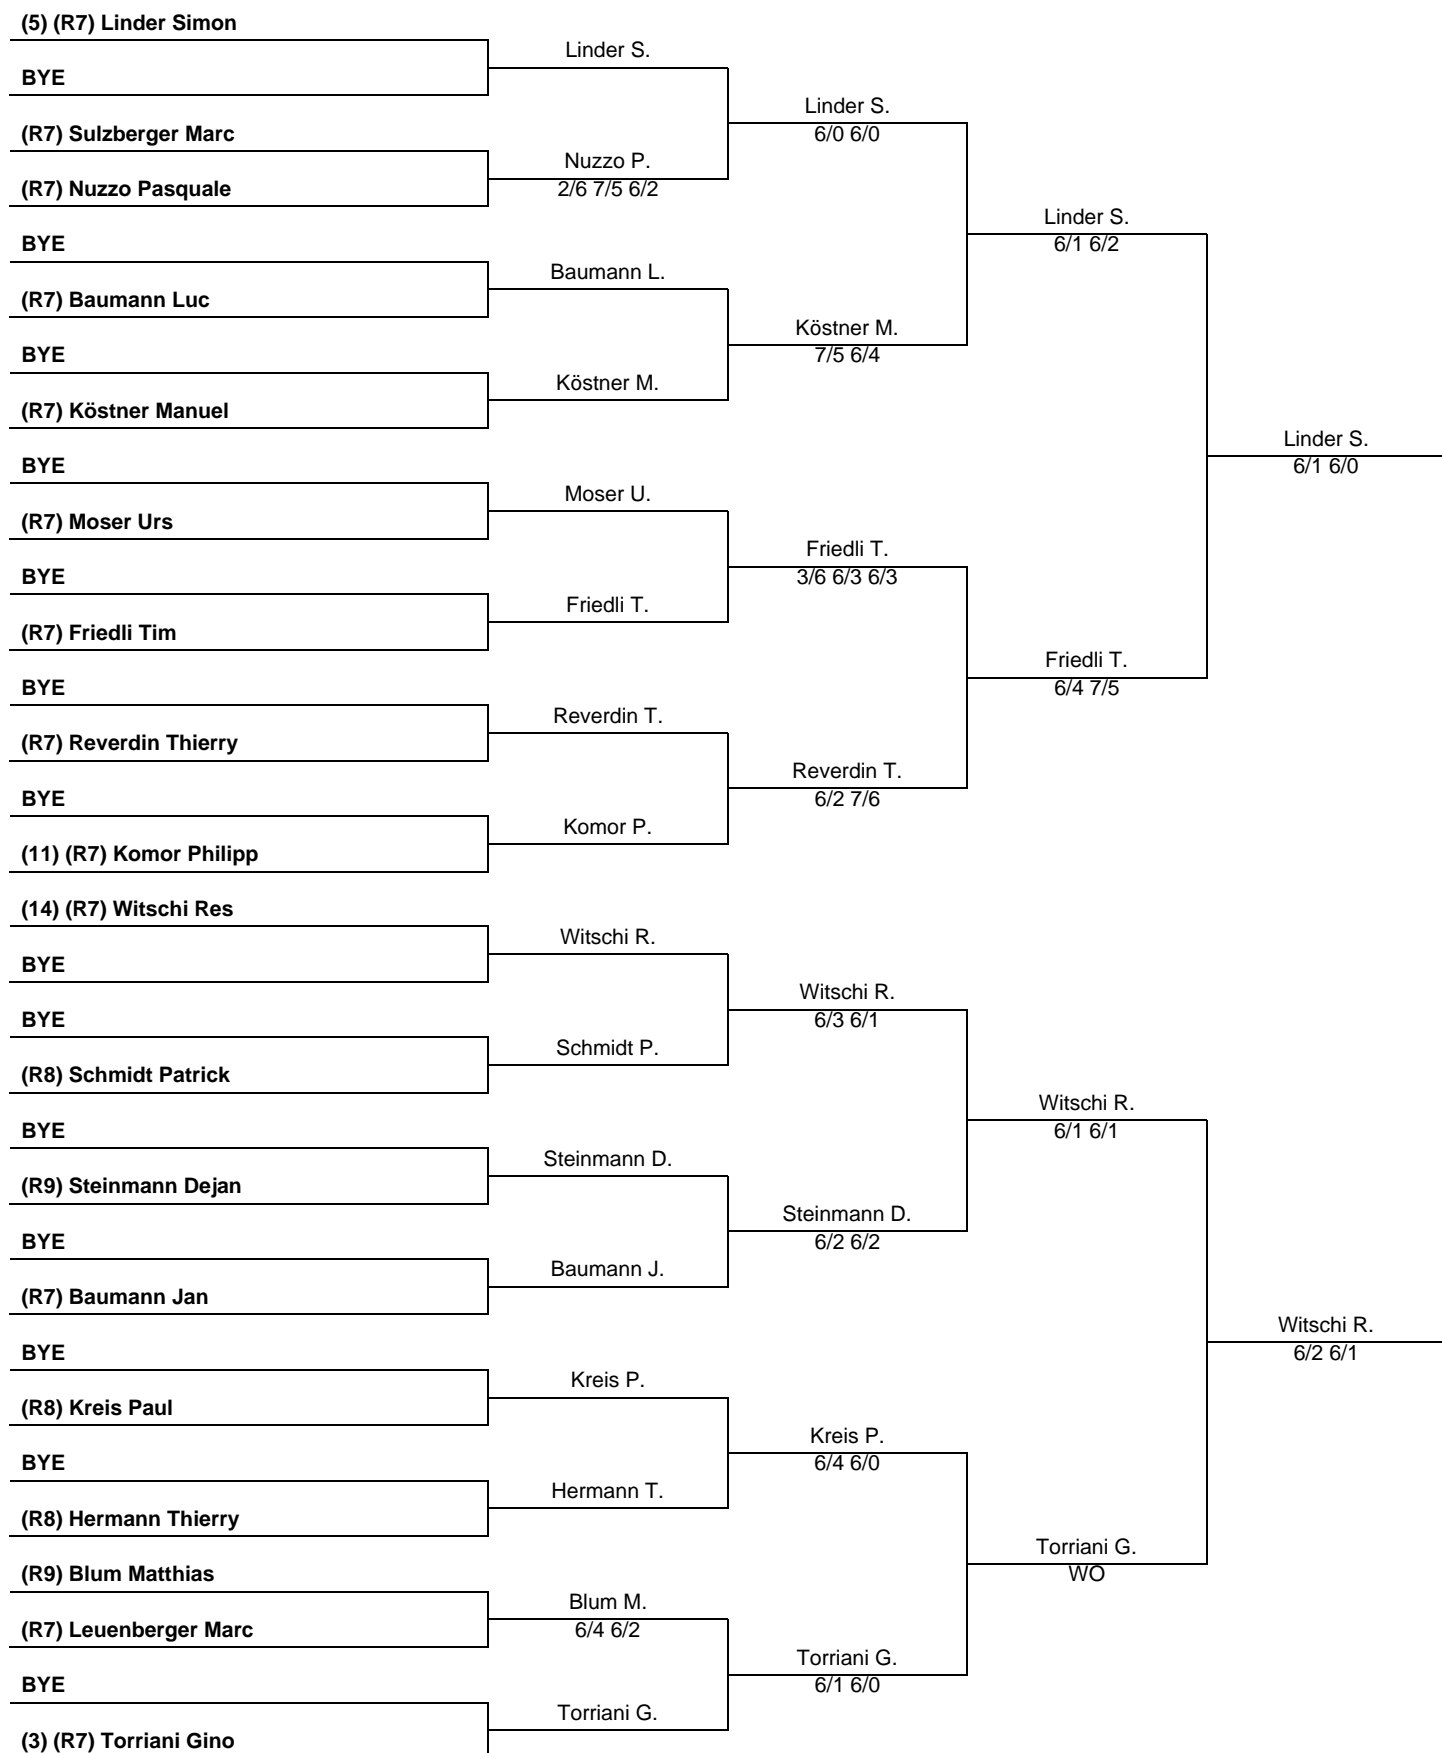 (5) (R7) Linder Simon
BYE
(R7) Sulzberger Marc
(R7) Nuzzo Pasquale
BYE
(R7) Baumann Luc
BYE
(R7) Köstner Manuel
BYE
(R7) Moser Urs
BYE
(R7) Friedli Tim
BYE
(R7) Reverdin Thierry
BYE
(11) (R7) Komor Philipp
(14) (R7) Witschi Res
BYE
BYE
(R8) Schmidt Patrick
BYE
(R9) Steinmann Dejan
BYE
(R7) Baumann Jan
BYE
(R8) Kreis Paul
BYE
(R8) Hermann Thierry
(R9) Blum Matthias
(R7) Leuenberger Marc
BYE
(3) (R7) Torriani Gino
Linder S.
Nuzzo P.
2/6 7/5 6/2
Baumann L.
Köstner M.
Moser U.
Friedli T.
Reverdin T.
Komor P.
Witschi R.
Schmidt P.
Steinmann D.
Baumann J.
Kreis P.
Hermann T.
Blum M.
6/4 6/2
Torriani G.
Linder S.
6/0 6/0
Köstner M.
7/5 6/4
Friedli T.
3/6 6/3 6/3
Reverdin T.
6/2 7/6
Witschi R.
6/3 6/1
Steinmann D.
6/2 6/2
Kreis P.
6/4 6/0
Torriani G.
6/1 6/0
Linder S.
6/1 6/2
Friedli T.
6/4 7/5
Witschi R.
6/1 6/1
Torriani G.
WO
Linder S.
6/1 6/0
Witschi R.
6/2 6/1